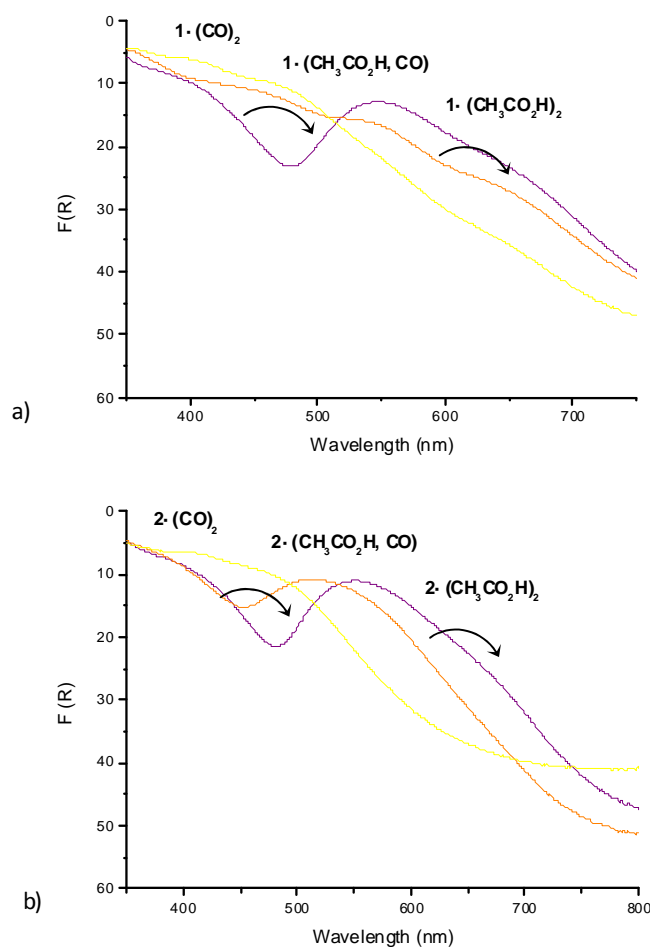 1· (CO)₂
1· (CH₃CO₂H, CO)
1· (CH₃CO₂H)₂
0
10
20
30
40
50
60
F(R)
400
500
600
700
Wavelength (nm)
a)
2· (CO)₂
2· (CH₃CO₂H, CO)
2· (CH₃CO₂H)₂
0
10
20
30
40
50
60
F (R)
400
500
600
700
800
Wavelength (nm)
b)